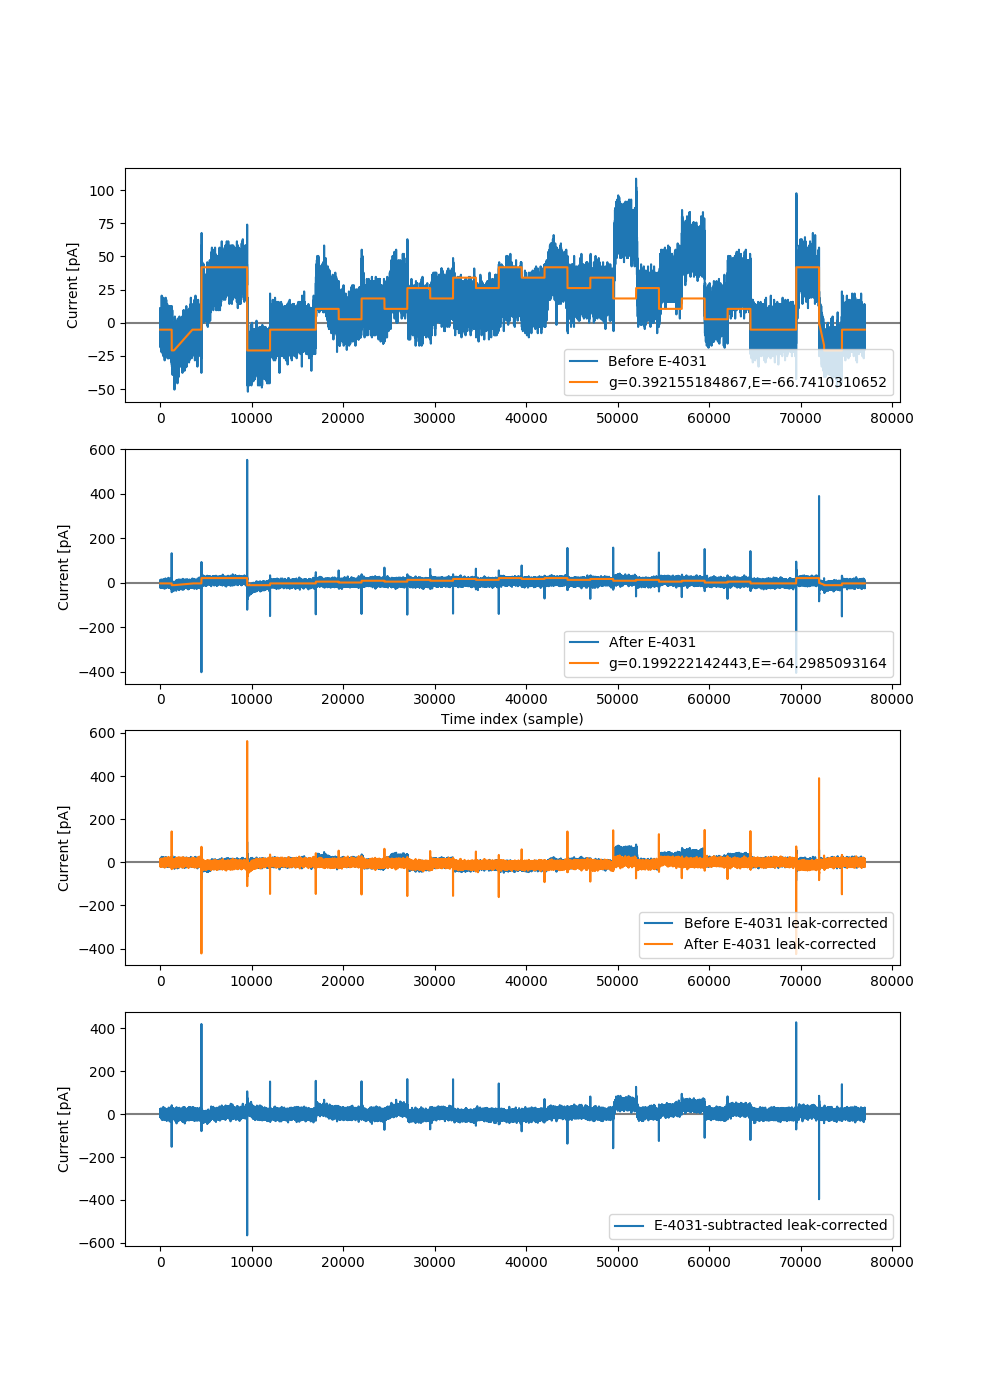 100
75
50
25
0
−25
−50
Current [pA]
Before E-4031
g=0.392155184867,E=-66.7410310652
0 10000 20000 30000 40000 50000 60000 70000 80000
600
400
200
0
−200
−400
Current [pA]
After E-4031
g=0.199222142443,E=-64.2985093164
0 10000 20000 30000 40000 50000 60000 70000 80000
Time index (sample)
600
400
200
0
−200
−400
Current [pA]
Before E-4031 leak-corrected
After E-4031 leak-corrected
0 10000 20000 30000 40000 50000 60000 70000 80000
400
200
0
−200
−400
−600
Current [pA]
E-4031-subtracted leak-corrected
0 10000 20000 30000 40000 50000 60000 70000 80000